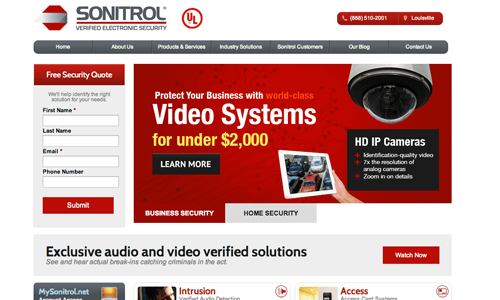 SONITROL®
VERIFIED ELECTRONIC SECURITY
UL
(888) 510-2001
Louisville
Home
About Us
Products & Services
Industry Solutions
Sonitrol Customers
Our Blog
Contact Us
Free Security Quote
We'll help identify the right
solution for your needs.
First Name *
Last Name
Email *
Phone Number
Submit
Protect Your Business with world-class
Video Systems
for under $2,000
LEARN MORE
HD IP Cameras
Identification-quality video
7x the resolution of
analog cameras
Zoom in on details
BUSINESS SECURITY
HOME SECURITY
Exclusive audio and video verified solutions
See and hear actual break-ins catching criminals in the act.
Watch Now
MySonitrol.net
Account Access
Intrusion
Verified Audio Detection
Access
Access Card Systems